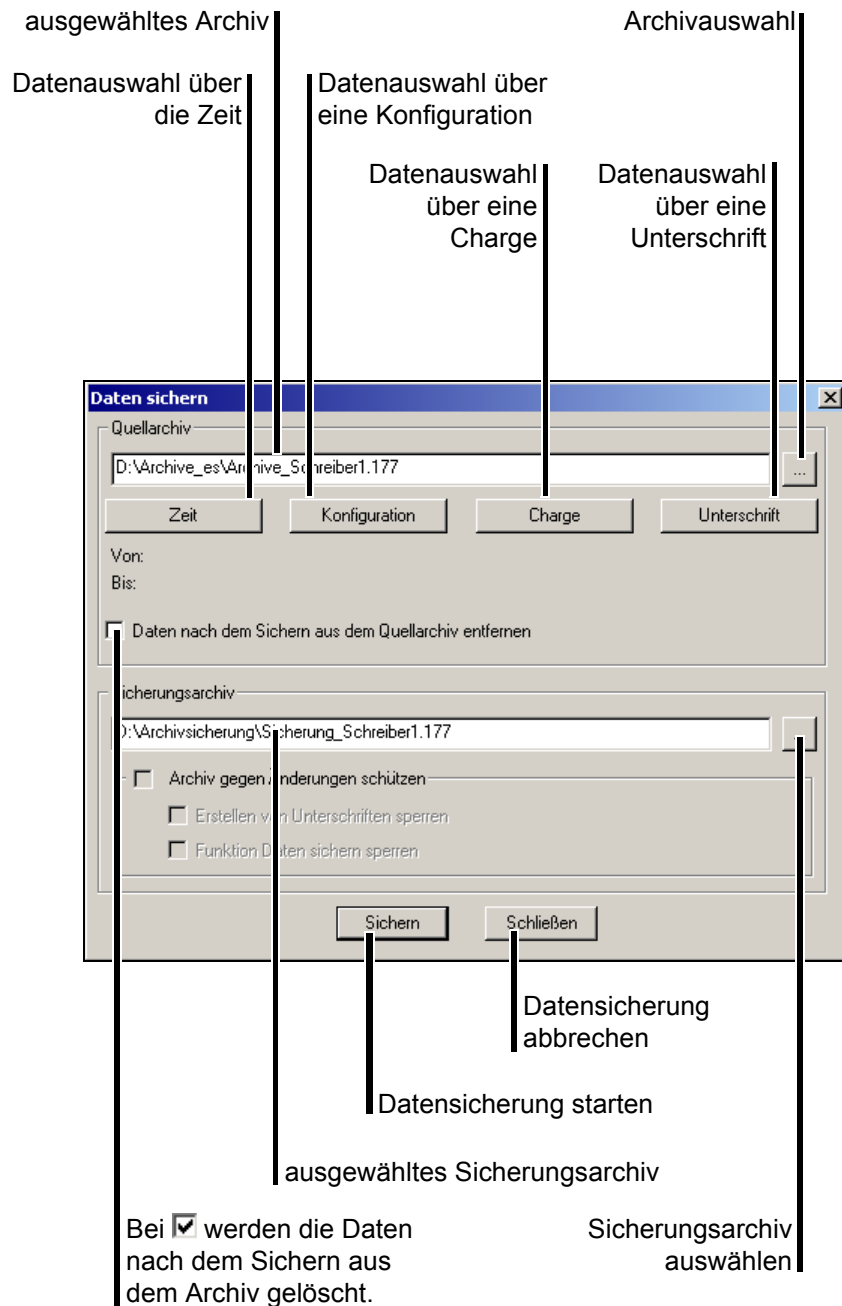 ausgewähltes Archiv
Archivauswahl
Datenauswahl über
die Zeit
Datenauswahl über
eine Konfiguration
Datenauswahl
über eine
Charge
Datenauswahl
über eine
Unterschrift
Daten sichern
Quellarchiv
D:\Archive_es\Archive_Schreiber1.177
...
Zeit
Konfiguration
Charge
Unterschrift
Von:
Bis:
Daten nach dem Sichern aus dem Quellarchiv entfernen
Sicherungsarchiv
D:\Archivsicherung\Sicherung_Schreiber1.177
...
Archiv gegen Änderungen schützen
Erstellen von Unterschriften sperren
Funktion Daten sichern sperren
Sichern
Schließen
Datensicherung
abbrechen
Datensicherung starten
ausgewähltes Sicherungsarchiv
Bei ☑ werden die Daten
nach dem Sichern aus
dem Archiv gelöscht.
Sicherungsarchiv
auswählen